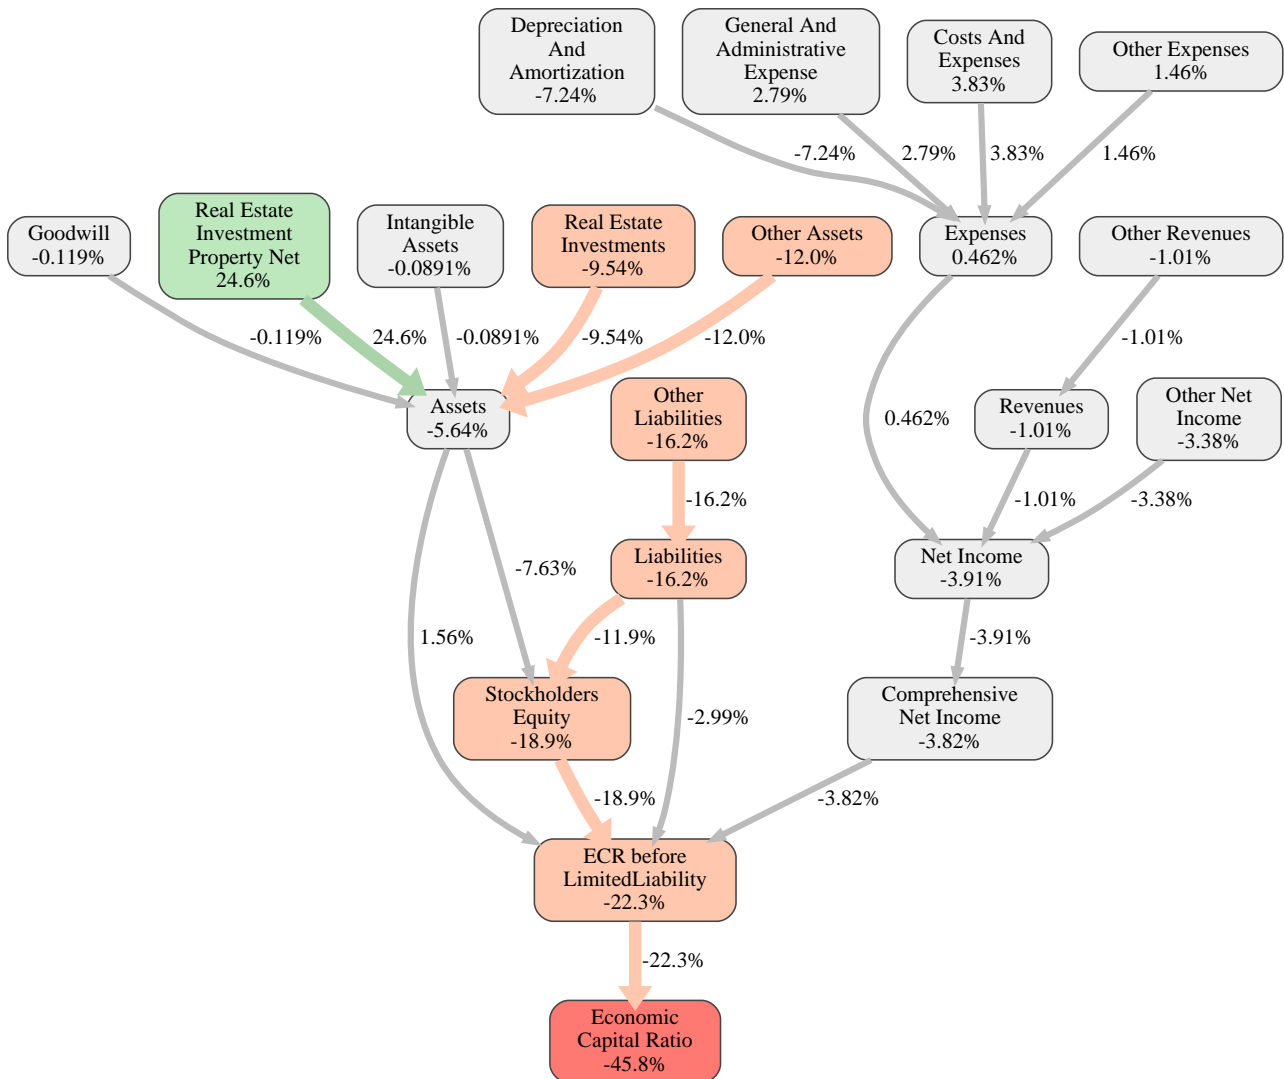 Depreciation
And
Amortization
-7.24%
General And
Administrative
Expense
2.79%
Costs And
Expenses
3.83%
Other Expenses
1.46%
-7.24%
2.79%
3.83%
1.46%
Goodwill
-0.119%
Real Estate
Investment
Property Net
24.6%
Intangible
Assets
-0.0891%
Real Estate
Investments
-9.54%
Other Assets
-12.0%
Expenses
0.462%
Other Revenues
-1.01%
-0.119%
24.6%
-0.0891%
-9.54%
-12.0%
-1.01%
Assets
-5.64%
Other
Liabilities
-16.2%
0.462%
Revenues
-1.01%
Other Net
Income
-3.38%
-16.2%
-1.01%
-3.38%
-7.63%
Liabilities
-16.2%
Net Income
-3.91%
1.56%
-11.9%
-3.91%
Stockholders
Equity
-18.9%
-2.99%
Comprehensive
Net Income
-3.82%
-18.9%
-3.82%
ECR before
LimitedLiability
-22.3%
-22.3%
Economic
Capital Ratio
-45.8%